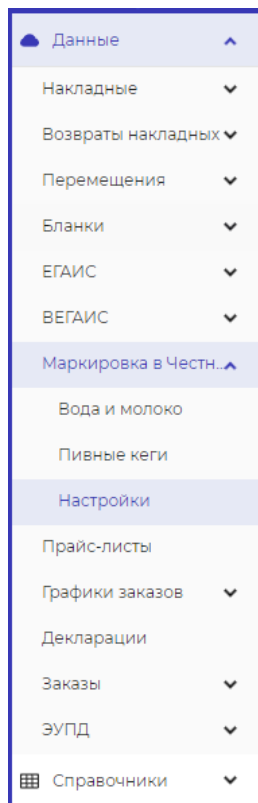 Данные
Накладные
Возвраты накладных
Перемещения
Бланки
ЕГАИС
ВЕГАИС
Маркировка в Честн...
Вода и молоко
Пивные кеги
Настройки
Прайс-листы
Графики заказов
Декларации
Заказы
ЭУПД
Справочники